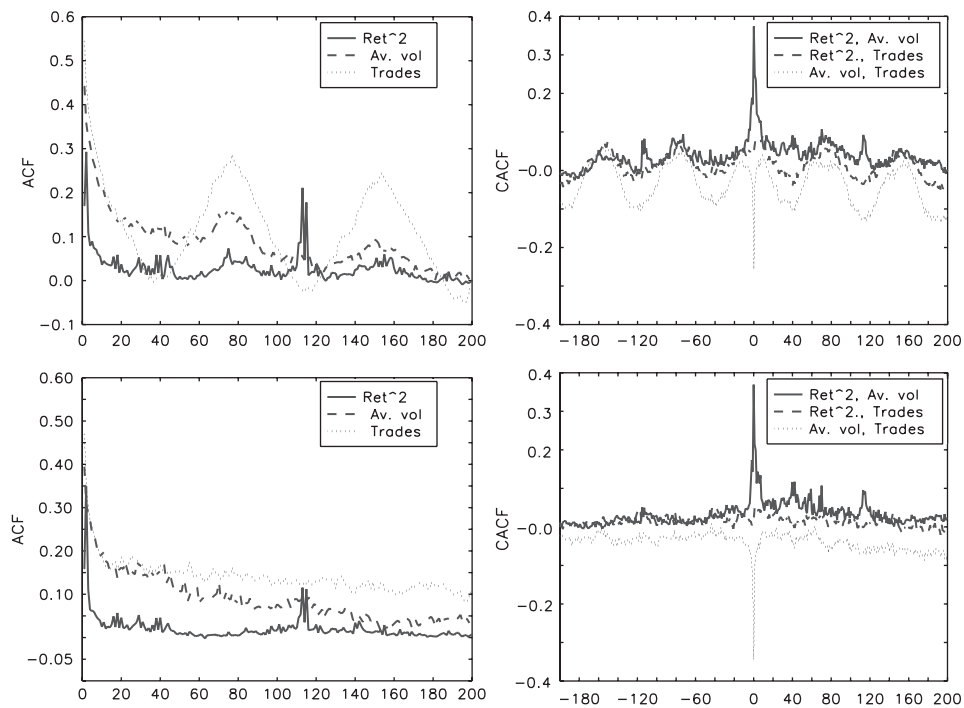 0.6
0.5
0.4
0.3
0.2
0.1
0.0
−0.1
ACF
0 20 40 60 80 100 120 140 160 180 200
Ret^2
Av. vol
Trades
0.4
0.3
0.2
0.1
−0.0
−0.2
−0.4
CACF
−180 −120 −60 0 40 80 120 160 200
Ret^2, Av. vol
Ret^2., Trades
Av. vol, Trades
0.60
0.50
0.40
0.30
0.20
0.10
−0.05
ACF
0 20 40 60 80 100 120 140 160 180 200
Ret^2
Av. vol
Trades
0.4
0.3
0.2
0.1
−0.0
−0.2
−0.4
CACF
−180 −120 −60 0 40 80 120 160 200
Ret^2, Av. vol
Ret^2., Trades
Av. vol, Trades